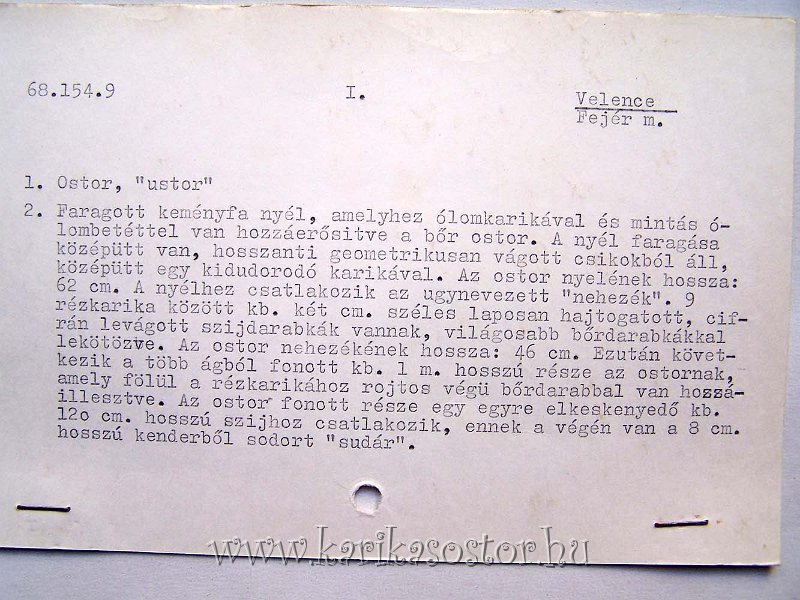 68.154.9 I. Velence
Fejér m.
1. Ostor, "ustor"
2. Faragott keményfa nyél, amelyhez ólomkarikával és mintás ó-
lombetéttel van hozzáerősitve a bőr ostor. A nyél faragása
középütt van, hosszanti geometrikusan vágott csikokból áll,
középütt egy kidudorodó karikával. Az ostor nyelének hossza:
62 cm. A nyélhez csatlakozik az ugynevezett "nehezék". 9
rézkarika között kb. két cm. széles laposan hajtogatott, cif-
rán levágott szijdarabkák vannak, világosabb bőrdarabkákkal
lekötözve. Az ostor nehezékének hossza: 46 cm. Ezután követ-
kezik a több ágból fonott kb. 1 m. hosszú része az ostornak,
amely fölül a rézkarikához rojtos végü bőrdarabbal van hozzá-
illesztve. Az ostor fonott része egy egyre elkeskenyedő kb.
12o cm. hosszú szijhoz csatlakozik, ennek a végén van a 8 cm.
hosszú kenderből sodort "sudár".
www.karikasostor.hu